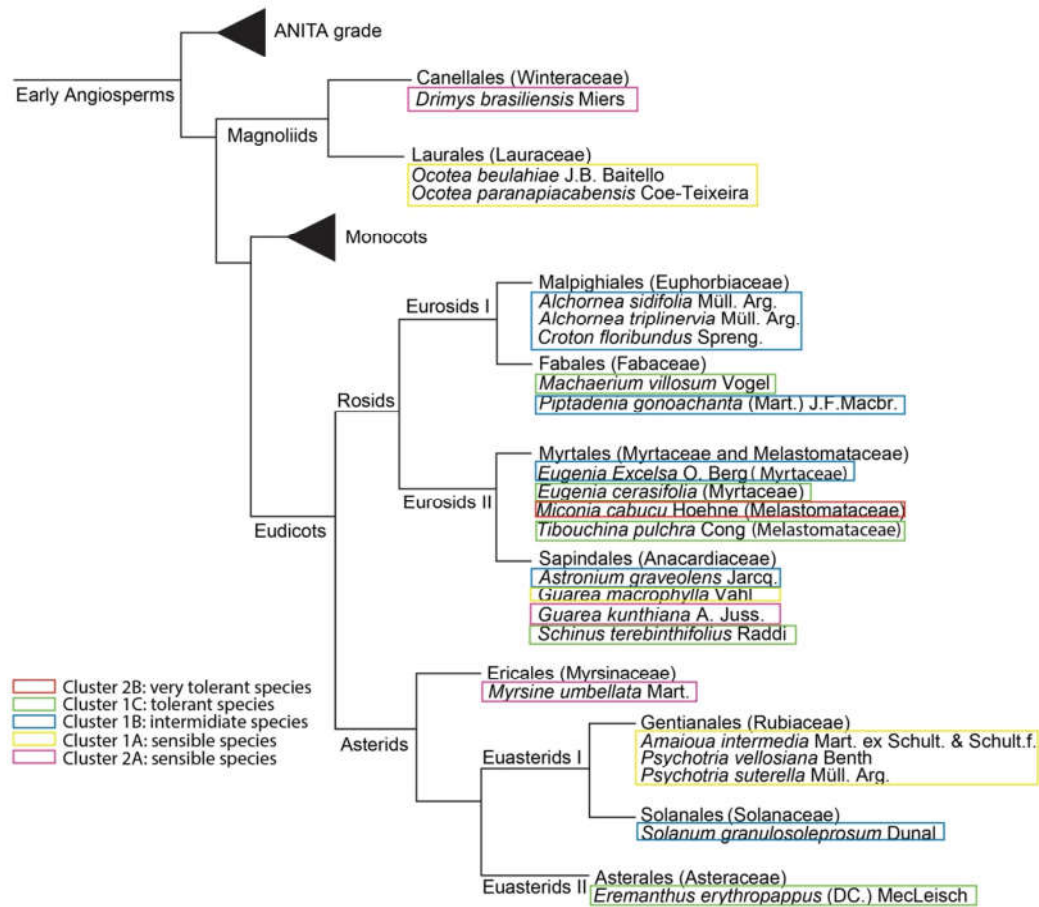 ANITA grade
Early Angiosperms
Canellales (Winteraceae)
Drimys brasiliensis Miers
Magnoliids
Laurales (Lauraceae)
Ocotea beulahiae J.B. Baitello
Ocotea paranapiacabensis Coe-Teixeira
Monocots
Malpighiales (Euphorbiaceae)
Eurosids I
Alchornea sidifolia Müll. Arg.
Alchornea triplinervia Müll. Arg.
Croton floribundus Spreng.
Fabales (Fabaceae)
Machaerium villosum Vogel
Piptadenia gonoachanta (Mart.) J.F.Macbr.
Rosids
Myrtales (Myrtaceae and Melastomataceae)
Eugenia Excelsa O. Berg (Myrtaceae)
Eurosids II
Eugenia cerasifolia (Myrtaceae)
Miconia cabucu Hoehne (Melastomataceae)
Tibouchina pulchra Cong (Melastomataceae)
Eudicots
Sapindales (Anacardiaceae)
Astronium graveolens Jarcq.
Guarea macrophylla Vahl
Guarea kunthiana A. Juss.
Schinus terebinthifolius Raddi
Cluster 2B: very tolerant species
Cluster 1C: tolerant species
Cluster 1B: intermidiate species
Cluster 1A: sensible species
Cluster 2A: sensible species
Ericales (Myrsinaceae)
Myrsine umbellata Mart.
Asterids
Gentianales (Rubiaceae)
Euasterids I
Amaioua intermedia Mart. ex Schult. & Schult.f.
Psychotria vellosiana Benth
Psychotria suterella Müll. Arg.
Solanales (Solanaceae)
Solanum granulosoleprosum Dunal
Asterales (Asteraceae)
Euasterids II
Eremanthus erythropappus (DC.) MecLeisch